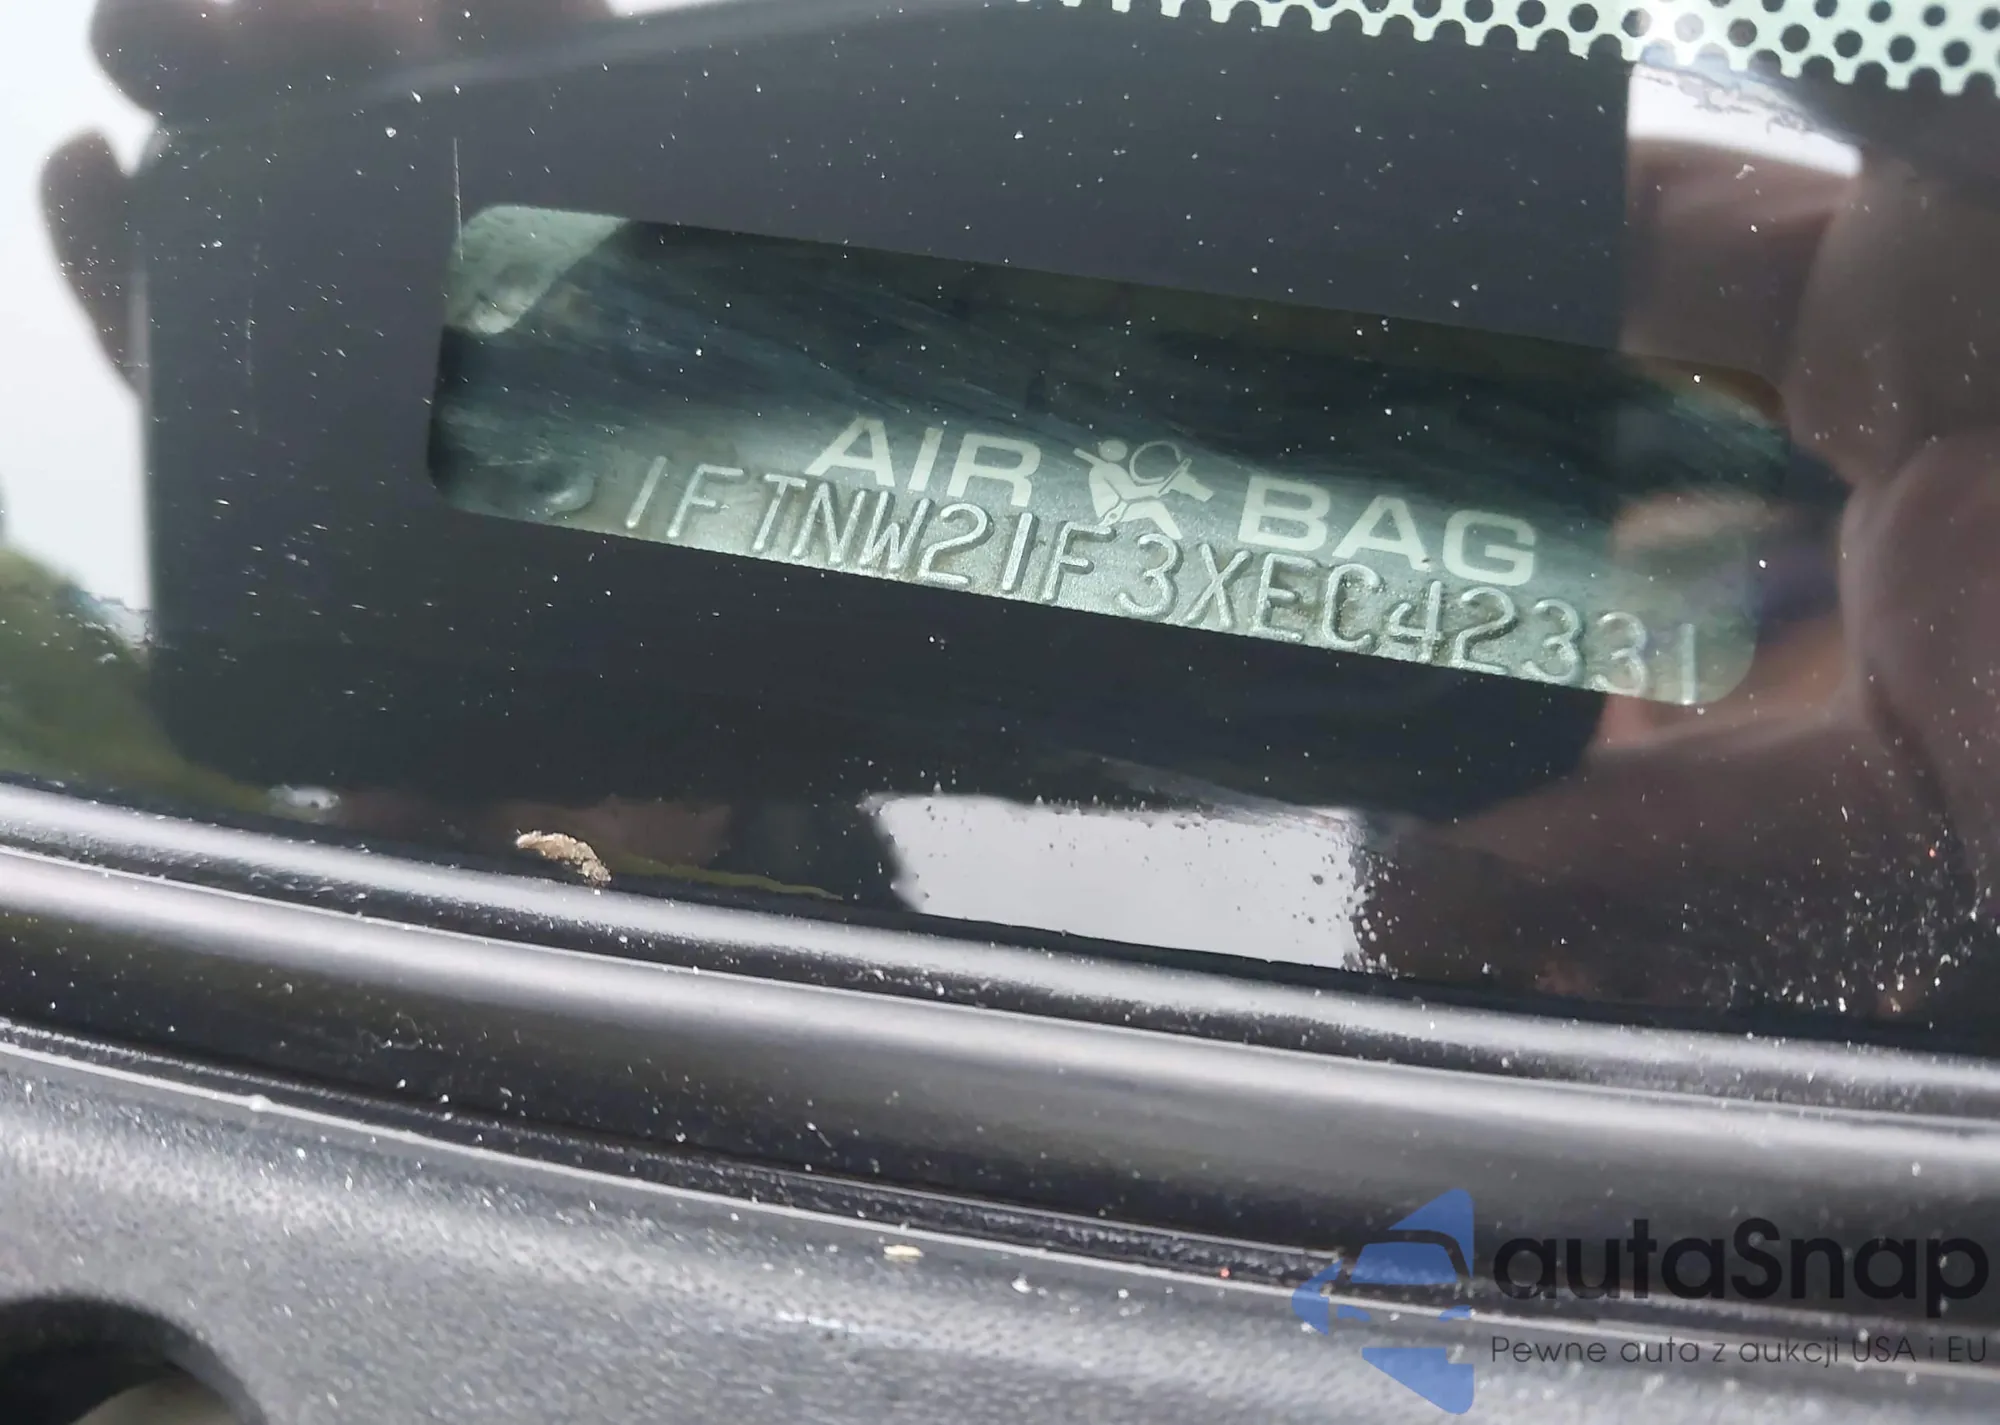 AIR BAG
1FTNW21F3XEC42331
autaSnap
Pewne auta z aukcji USA i EU